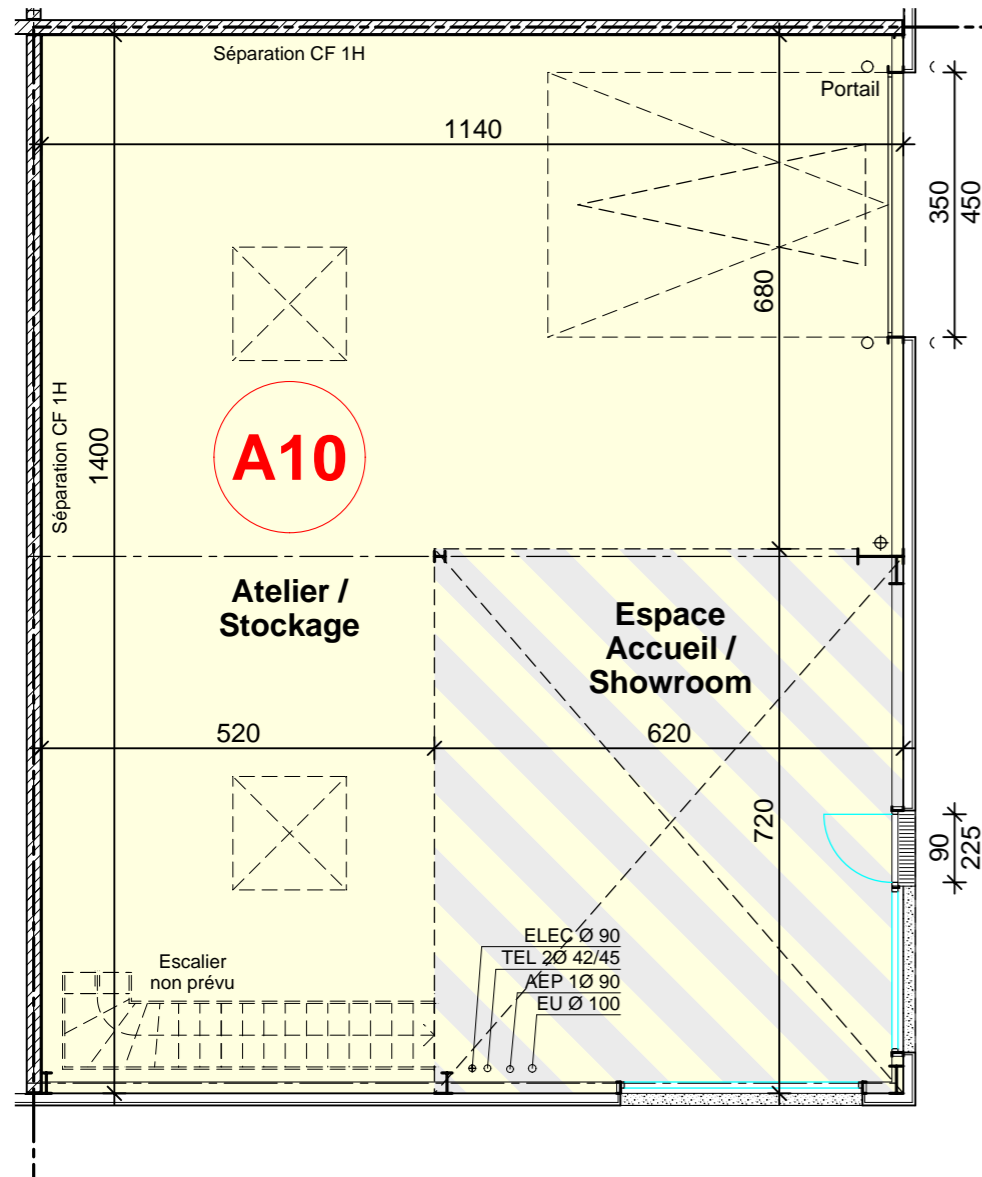 Séparation CF 1H
Portail
1140
350
450
680
Séparation CF 1H
1400
A10
Atelier /
Stockage
Espace
Accueil /
Showroom
520
620
720
90
225
ELEC Ø 90
TEL 2Ø 42/45
AEP 1Ø 90
EU Ø 100
Escalier
non prévu